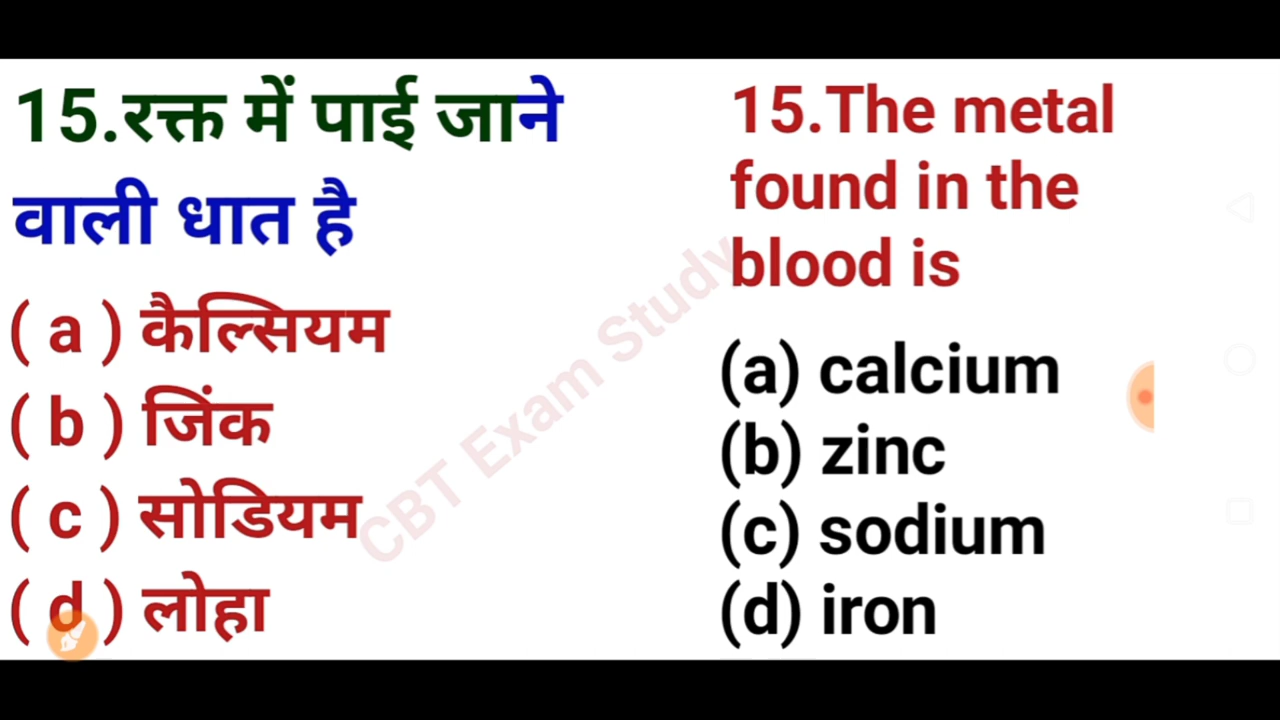 15.रक्त में पाई जाने
वाली धात है
( a ) कैल्सियम
( b ) जिंक
( c ) सोडियम
( d ) लोहा
15.The metal
found in the
blood is
(a) calcium
(b) zinc
(c) sodium
(d) iron
CBT Exam Study